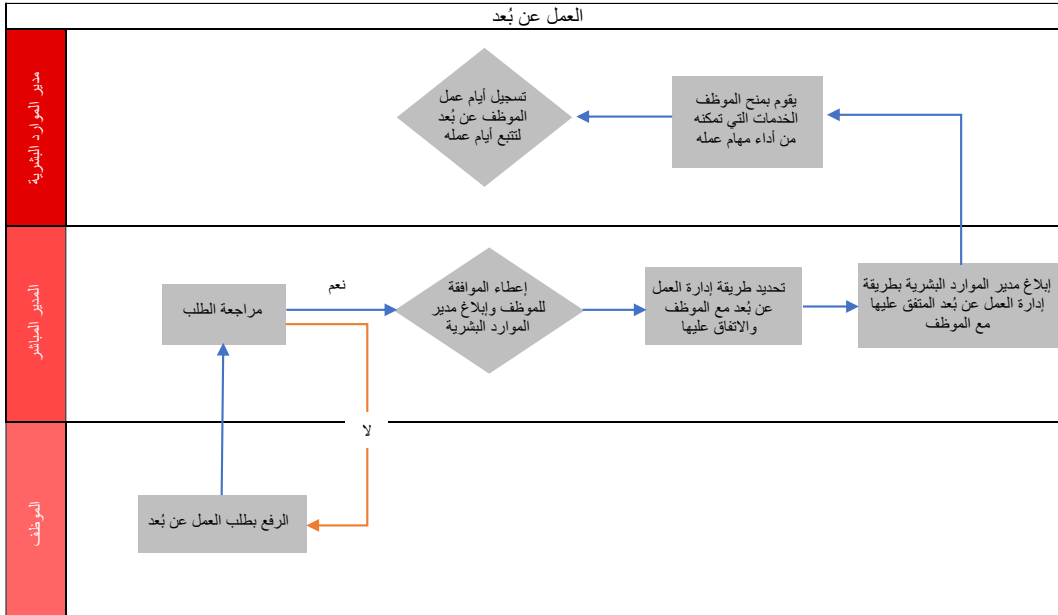 العمل عن بُعد
مدير الموارد البشرية
تسجيل أيام عمل
الموظف عن بُعد
لتتبع أيام عمله
يقوم بمنح الموظف
الخدمات التي تمكنه
من أداء مهام عمله
المدير المباشر
مراجعة الطلب
نعم
إعطاء الموافقة
للموظف وإبلاغ مدير
الموارد البشرية
تحديد طريقة إدارة العمل
عن بُعد مع الموظف
والاتفاق عليها
إبلاغ مدير الموارد البشرية بطريقة
إدارة العمل عن بُعد المتفق عليها
مع الموظف
لا
الموظف
الرفع بطلب العمل عن بُعد